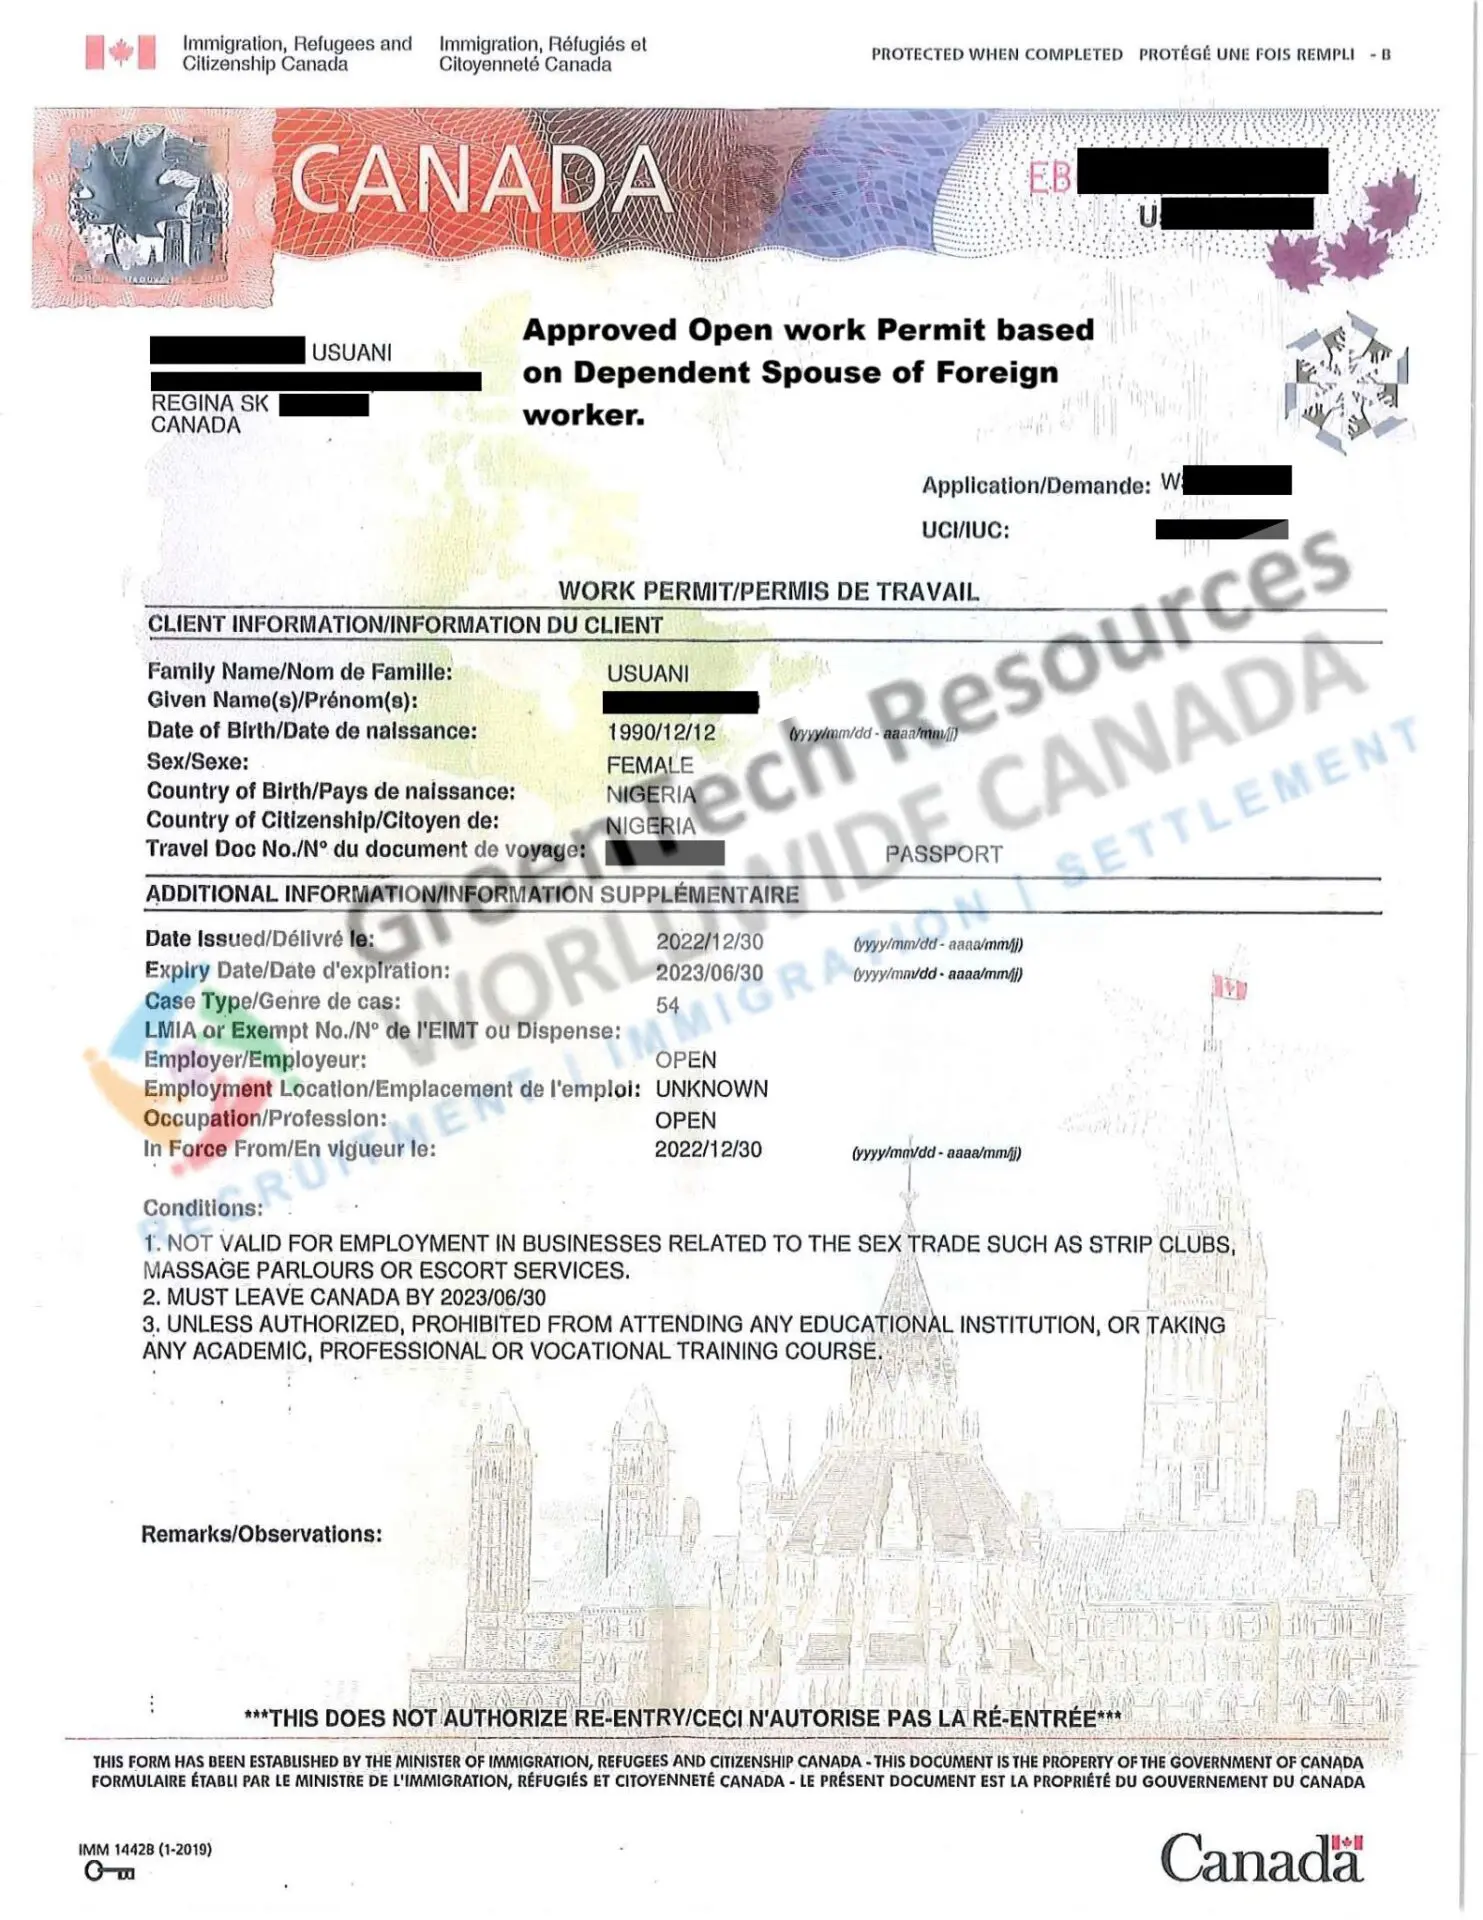 Immigration, Refugees and Citizenship Canada
Immigration, Réfugiés et Citoyenneté Canada
PROTECTED WHEN COMPLETED PROTÉGÉ UNE FOIS REMPLI - B
CANADA
EB
U
USUANI
REGINA SK
CANADA
Approved Open work Permit based
on Dependent Spouse of Foreign
worker.
Application/Demande: W
UCI/IUC:
WORK PERMIT/PERMIS DE TRAVAIL
CLIENT INFORMATION/INFORMATION DU CLIENT
Family Name/Nom de Famille: USUANI
Given Name(s)/Prénom(s):
Date of Birth/Date de naissance: 1990/12/12 (yyyy/mm/dd - aaaa/mm/jj)
Sex/Sexe: FEMALE
Country of Birth/Pays de naissance: NIGERIA
Country of Citizenship/Citoyen de: NIGERIA
Travel Doc No./N° du document de voyage: PASSPORT
ADDITIONAL INFORMATION/INFORMATION SUPPLÉMENTAIRE
Date Issued/Délivré le: 2022/12/30 (yyyy/mm/dd - aaaa/mm/jj)
Expiry Date/Date d'expiration: 2023/06/30 (yyyy/mm/dd - aaaa/mm/jj)
Case Type/Genre de cas: 54
LMIA or Exempt No./N° de l'EIMT ou Dispense:
Employer/Employeur: OPEN
Employment Location/Emplacement de l'emploi: UNKNOWN
Occupation/Profession: OPEN
In Force From/En vigueur le: 2022/12/30 (yyyy/mm/dd - aaaa/mm/jj)
Conditions:
1. NOT VALID FOR EMPLOYMENT IN BUSINESSES RELATED TO THE SEX TRADE SUCH AS STRIP CLUBS,
MASSAGE PARLOURS OR ESCORT SERVICES.
2. MUST LEAVE CANADA BY 2023/06/30
3. UNLESS AUTHORIZED, PROHIBITED FROM ATTENDING ANY EDUCATIONAL INSTITUTION, OR TAKING
ANY ACADEMIC, PROFESSIONAL OR VOCATIONAL TRAINING COURSE.
Remarks/Observations:
***THIS DOES NOT AUTHORIZE RE-ENTRY/CECI N'AUTORISE PAS LA RÉ-ENTRÉE***
THIS FORM HAS BEEN ESTABLISHED BY THE MINISTER OF IMMIGRATION, REFUGEES AND CITIZENSHIP CANADA - THIS DOCUMENT IS THE PROPERTY OF THE GOVERNMENT OF CANADA
FORMULAIRE ÉTABLI PAR LE MINISTRE DE L'IMMIGRATION, RÉFUGIÉS ET CITOYENNETÉ CANADA - LE PRÉSENT DOCUMENT EST LA PROPRIÉTÉ DU GOUVERNEMENT DU CANADA
IMM 1442B (1-2019)
Canada
GreenTech Resources
WORLDWIDE CANADA
RECRUITMENT | IMMIGRATION | SETTLEMENT